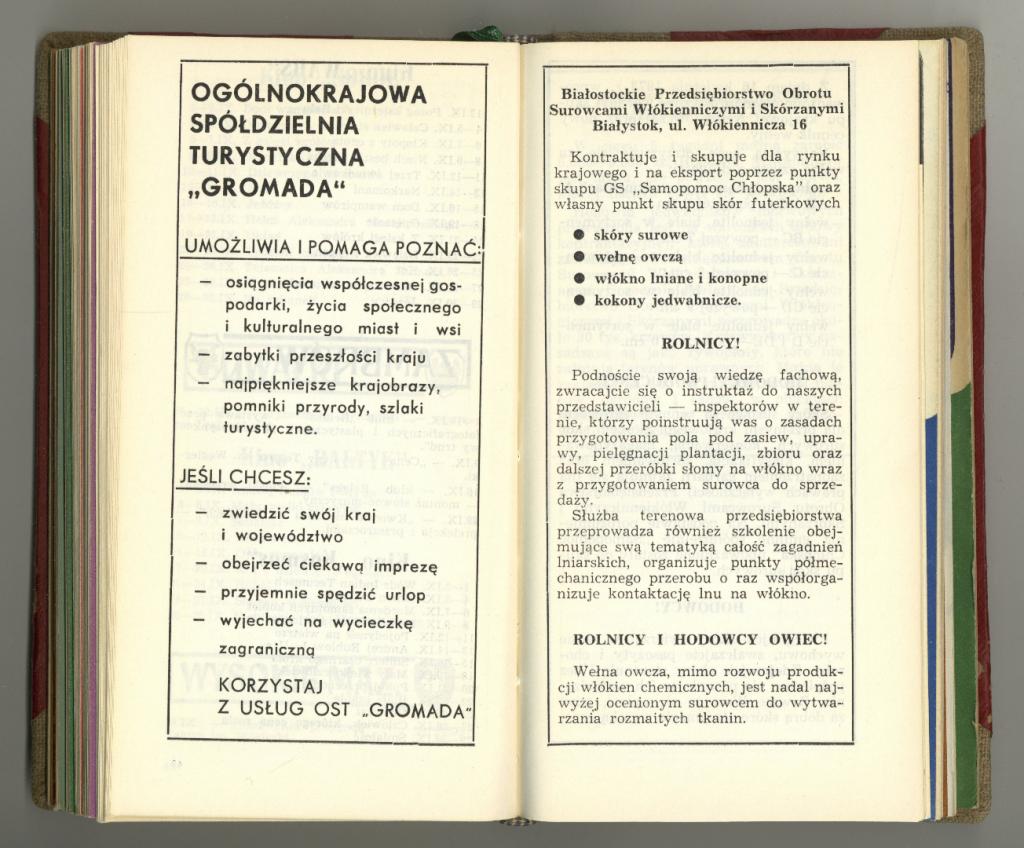 OGÓLNOKRAJOWA
SPÓŁDZIELNIA
TURYSTYCZNA
„GROMADA“
UMOŻLIWIA I POMAGA POZNAĆ:
— osiągnięcia współczesnej gos-
podarki, życia społecznego
i kulturalnego miast i wsi
— zabytki przeszłości kraju
— najpiękniejsze krajobrazy,
pomniki przyrody, szlaki
turystyczne.
JEŚLI CHCESZ:
— zwiedzić swój kraj
i województwo
— obejrzeć ciekawą imprezę
— przyjemnie spędzić urlop
— wyjechać na wycieczkę
zagraniczną
KORZYSTAJ
Z USŁUG OST „GROMADA“
Białostockie Przedsiębiorstwo Obrotu
Surowcami Włókienniczymi i Skórzanymi
Białystok, ul. Włókiennicza 16
Kontraktuje i skupuje dla rynku
krajowego i na eksport poprzez punkty
skupu GS „Samopomoc Chłopska” oraz
własny punkt skupu skór futerkowych
● skóry surowe
● wełnę owczą
● włókno lniane i konopne
● kokony jedwabnicze.
ROLNICY!
Podnoście swoją wiedzę fachową,
zwracajcie się o instruktaż do naszych
przedstawicieli — inspektorów w tere-
nie, którzy poinstruują was o zasadach
przygotowania pola pod zasiew, upra-
wy, pielęgnacji plantacji, zbioru oraz
dalszej przeróbki słomy na włókno wraz
z przygotowaniem surowca do sprze-
daży.
Służba terenowa przedsiębiorstwa
przeprowadza również szkolenie obej-
mujące swą tematyką całość zagadnień
lniarskich, organizuje punkty półme-
chanicznego przerobu o raz współorga-
nizuje kontaktację lnu na włókno.
ROLNICY I HODOWCY OWIEC!
Wełna owcza, mimo rozwoju produk-
cji włókien chemicznych, jest nadal naj-
wyżej ocenionym surowcem do wytwa-
rzania rozmaitych tkanin.